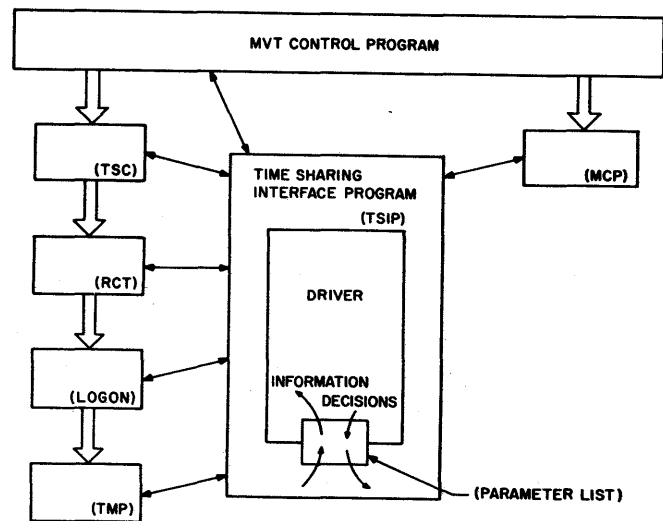 MVT CONTROL PROGRAM
(TSC)
(MCP)
TIME SHARING
INTERFACE PROGRAM
(TSIP)
(RCT)
DRIVER
(LOGON)
INFORMATION
DECISIONS
(TMP)
(PARAMETER LIST)